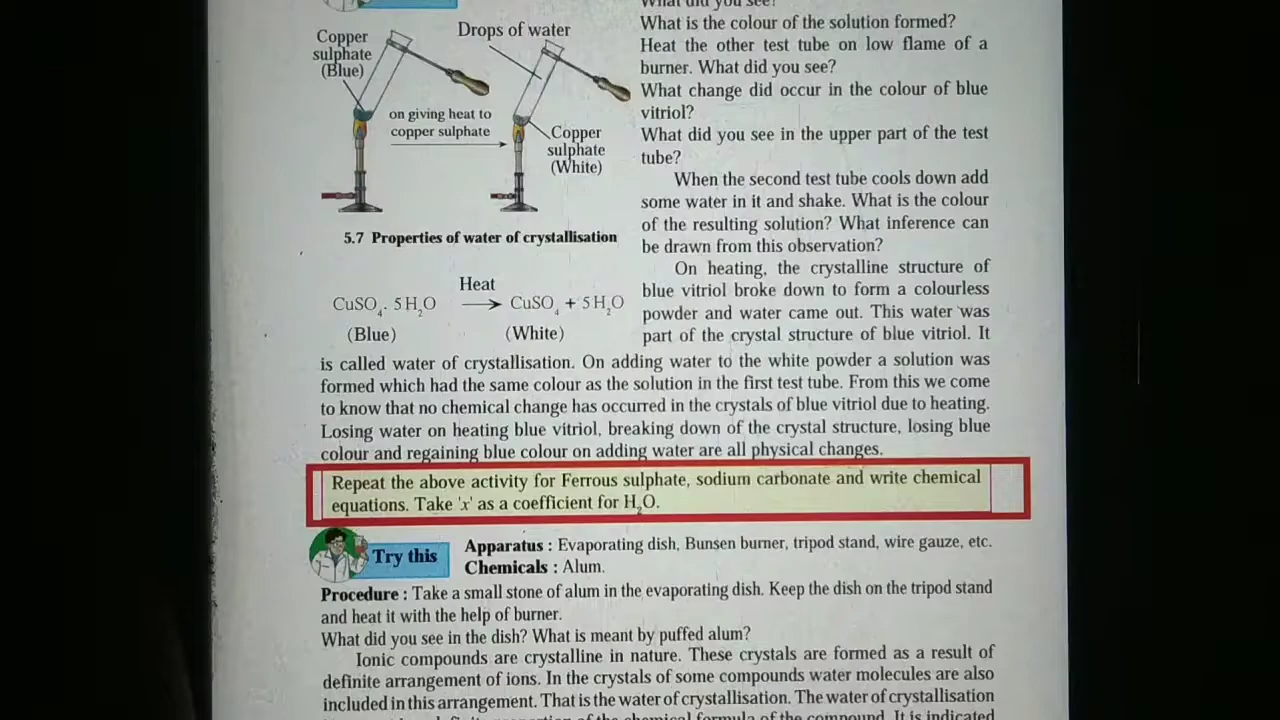 Copper
sulphate
(Blue)
Drops of water
on giving heat to
copper sulphate
Copper
sulphate
(White)
5.7 Properties of water of crystallisation
Heat
CuSO₄. 5H₂O → CuSO₄ + 5H₂O
(Blue) (White)
What did you see?
What is the colour of the solution formed?
Heat the other test tube on low flame of a
burner. What did you see?
What change did occur in the colour of blue
vitriol?
What did you see in the upper part of the test
tube?
When the second test tube cools down add
some water in it and shake. What is the colour
of the resulting solution? What inference can
be drawn from this observation?
On heating, the crystalline structure of
blue vitriol broke down to form a colourless
powder and water came out. This water was
part of the crystal structure of blue vitriol. It
is called water of crystallisation. On adding water to the white powder a solution was
formed which had the same colour as the solution in the first test tube. From this we come
to know that no chemical change has occurred in the crystals of blue vitriol due to heating.
Losing water on heating blue vitriol, breaking down of the crystal structure, losing blue
colour and regaining blue colour on adding water are all physical changes.
Repeat the above activity for Ferrous sulphate, sodium carbonate and write chemical
equations. Take 'x' as a coefficient for H₂O.
Try this
Apparatus : Evaporating dish, Bunsen burner, tripod stand, wire gauze, etc.
Chemicals : Alum.
Procedure : Take a small stone of alum in the evaporating dish. Keep the dish on the tripod stand
and heat it with the help of burner.
What did you see in the dish? What is meant by puffed alum?
Ionic compounds are crystalline in nature. These crystals are formed as a result of
definite arrangement of ions. In the crystals of some compounds water molecules are also
included in this arrangement. That is the water of crystallisation. The water of crystallisation
of the chemical formula of the compound. It is indicated